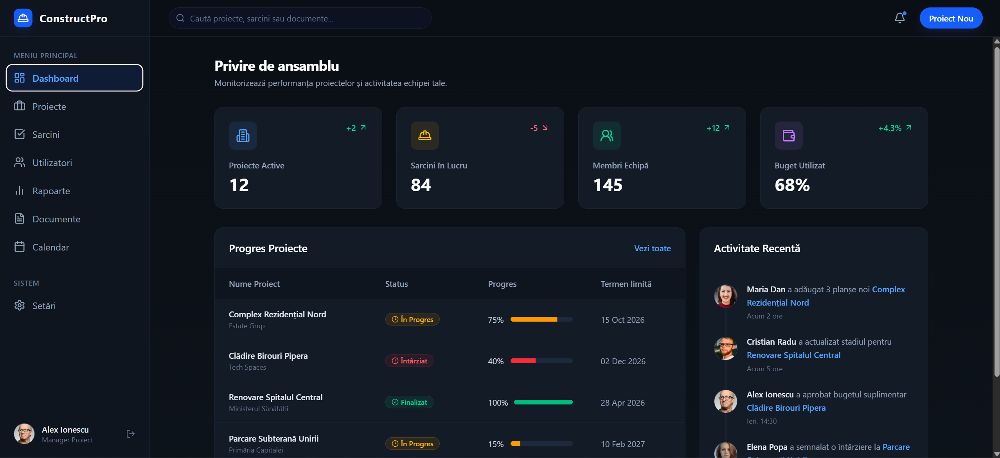 ConstructPro
Caută proiecte, sarcini sau documente...
Proiect Nou
MENIU PRINCIPAL
Dashboard
Proiecte
Sarcini
Utilizatori
Rapoarte
Documente
Calendar
SISTEM
Setări
Alex Ionescu
Manager Proiect
Privire de ansamblu
Monitorizează performanța proiectelor și activitatea echipei tale.
+2
Proiecte Active
12
-5
Sarcini în Lucru
84
+12
Membri Echipă
145
+4.3%
Buget Utilizat
68%
Progres Proiecte
Vezi toate
Nume Proiect Status Progres Termen limită
Complex Rezidențial Nord
Estate Grup
În Progres
75%
15 Oct 2026
Clădire Birouri Pipera
Tech Spaces
Întârziat
40%
02 Dec 2026
Renovare Spitalul Central
Ministerul Sănătății
Finalizat
100%
28 Apr 2026
Parcare Subterană Unirii
Primăria Capitalei
În Progres
15%
10 Feb 2027
Activitate Recentă
Maria Dan a adăugat 3 planșe noi Complex
Rezidențial Nord
Acum 2 ore
Cristian Radu a actualizat stadiul pentru
Renovare Spitalul Central
Acum 5 ore
Alex Ionescu a aprobat bugetul suplimentar
Clădire Birouri Pipera
Ieri, 14:30
Elena Popa a semnalat o întârziere la Parcare